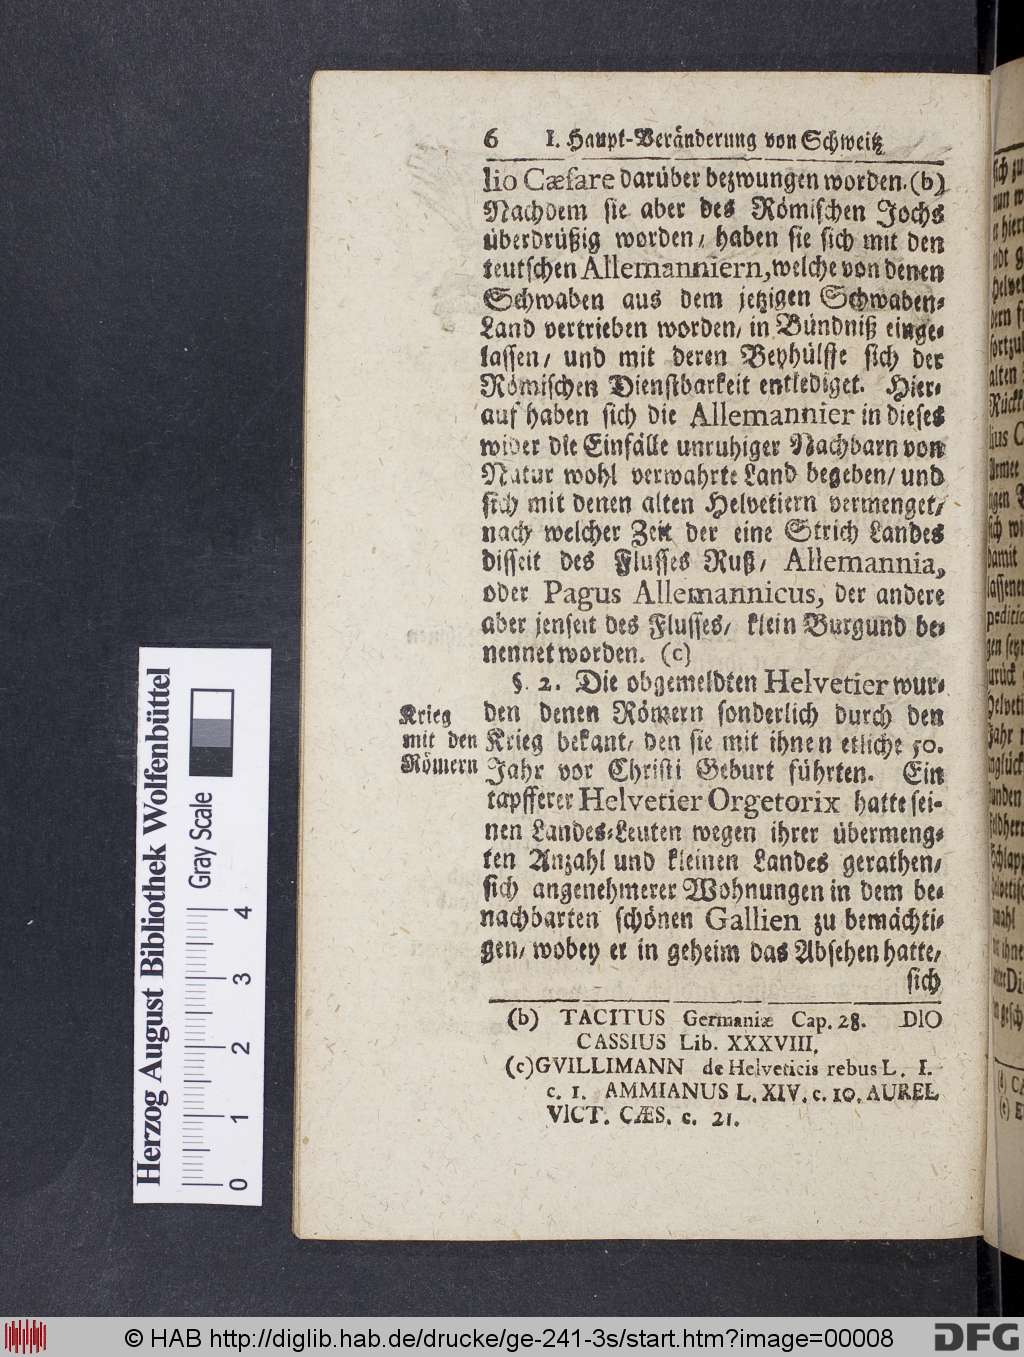 6 I. Haupt-Veränderung von Schweitz
lio Cæsare darüber bezwungen worden. (b)
Nachdem sie aber des Römischen Jochs
überdrüßig worden/ haben sie sich mit den
teutschen Allemanniern, welche von denen
Schwaben aus dem jetzigen Schwaben-
Land vertrieben worden/ in Bündniß einge-
lassen/ und mit deren Beyhülffe sich der
Römischen Dienstbarkeit entlediget. Hier-
auf haben sich die Allemannier in dieses
wider die Einfälle unruhiger Nachbarn von
Natur wohl verwahrte Land begeben/ und
sich mit denen alten Helvetiern vermenget/
nach welcher Zeit der eine Strich Landes
disseit des Flusses Ruß/ Allemannia,
oder Pagus Allemannicus, der andere
aber jenseit des Flusses/ klein Burgund be-
nennet worden. (c)
§. 2. Die obgemeldten Helvetier wur-
Krieg mit den Römern
den denen Römern sonderlich durch den
Krieg bekant/ den sie mit ihnen etliche 50.
Jahr vor Christi Geburt führten. Ein
tapfferer Helvetier Orgetorix hatte sei-
nen Landes-Leuten wegen ihrer übermeng-
ten Anzahl und kleinen Landes gerathen/
sich angenehmerer Wohnungen in dem be-
nachbarten schönen Gallien zu bemächti-
gen/ wobey er in geheim das Absehen hatte/
sich
(b) TACITUS Germaniæ Cap. 28. DIO
CASSIUS Lib. XXXVIII.
(c) GVILLIMANN de Helveticis rebus L. I.
c. 1. AMMIANUS L. XIV. c. 10. AUREL
VICT. CÆS. c. 21.
Herzog August Bibliothek Wolfenbüttel
Gray Scale
0 1 2 3 4
© HAB http://diglib.hab.de/drucke/ge-241-3s/start.htm?image=00008
DFG